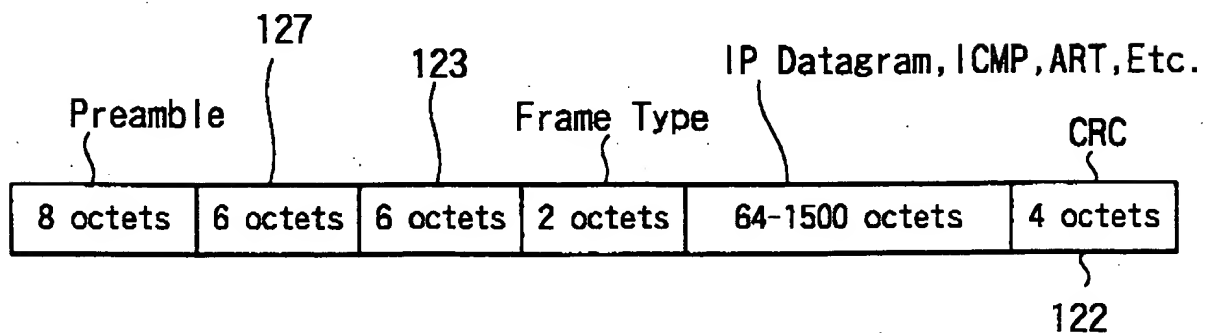 127
123
IP Datagram, ICMP, ART, Etc.
Preamble
Frame Type
CRC
8 octets
6 octets
6 octets
2 octets
64-1500 octets
4 octets
122